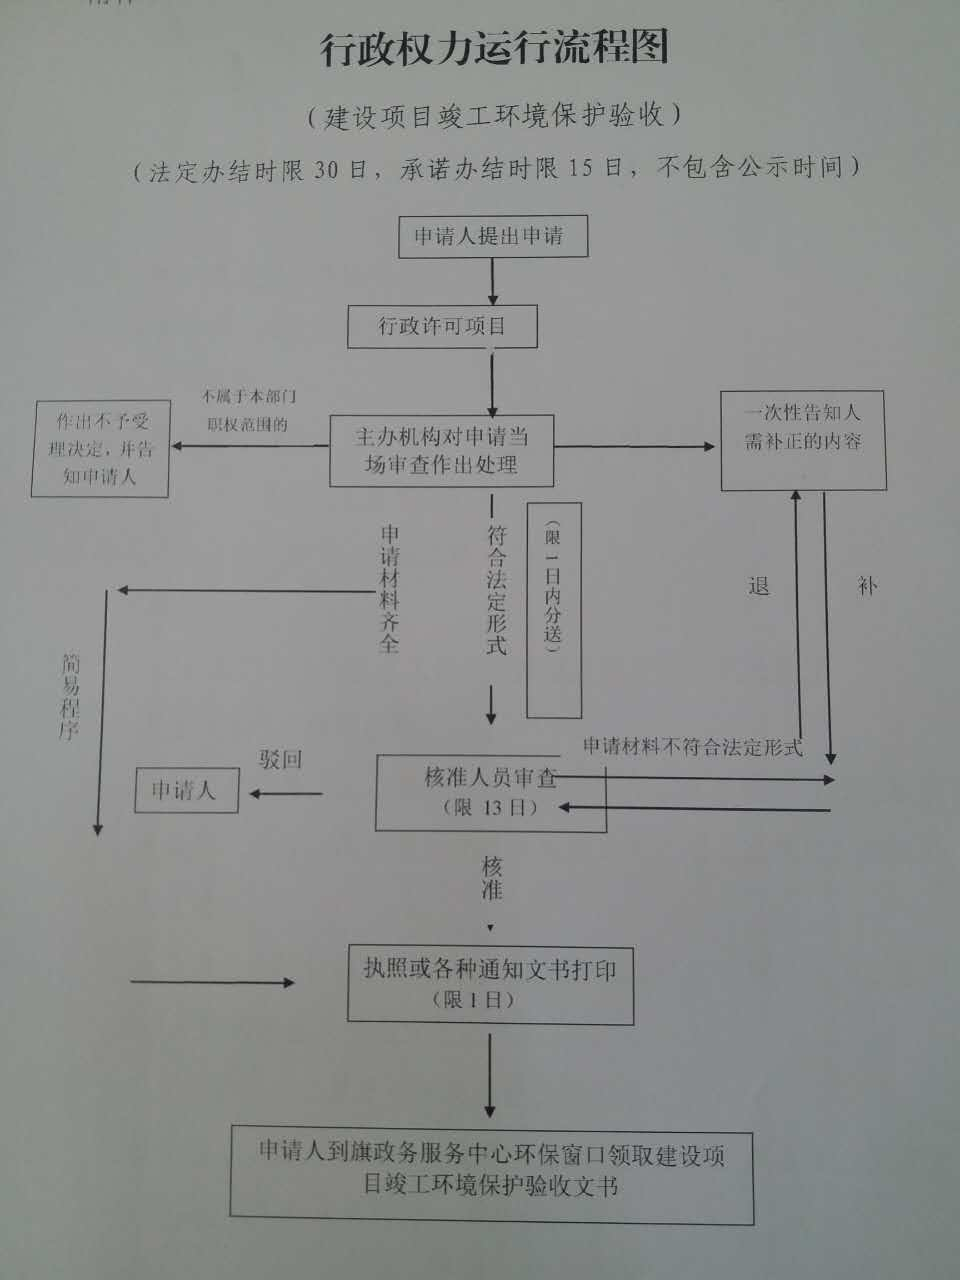 行政权力运行流程图
（建设项目竣工环境保护验收）
（法定办结时限 30 日，承诺办结时限 15 日，不包含公示时间）
申请人提出申请
行政许可项目
不属于本部门
职权范围的
作出不予受
理决定，并告
知申请人
主办机构对申请当
场审查作出处理
一次性告知人
需补正的内容
申请材料齐全
符合法定形式
（限 1 日内分送）
退
补
简易程序
申请材料不符合法定形式
驳回
申请人
核准人员审查
（限 13 日）
核准
执照或各种通知文书打印
（限 1 日）
申请人到旗政务服务中心环保窗口领取建设项
目竣工环境保护验收文书